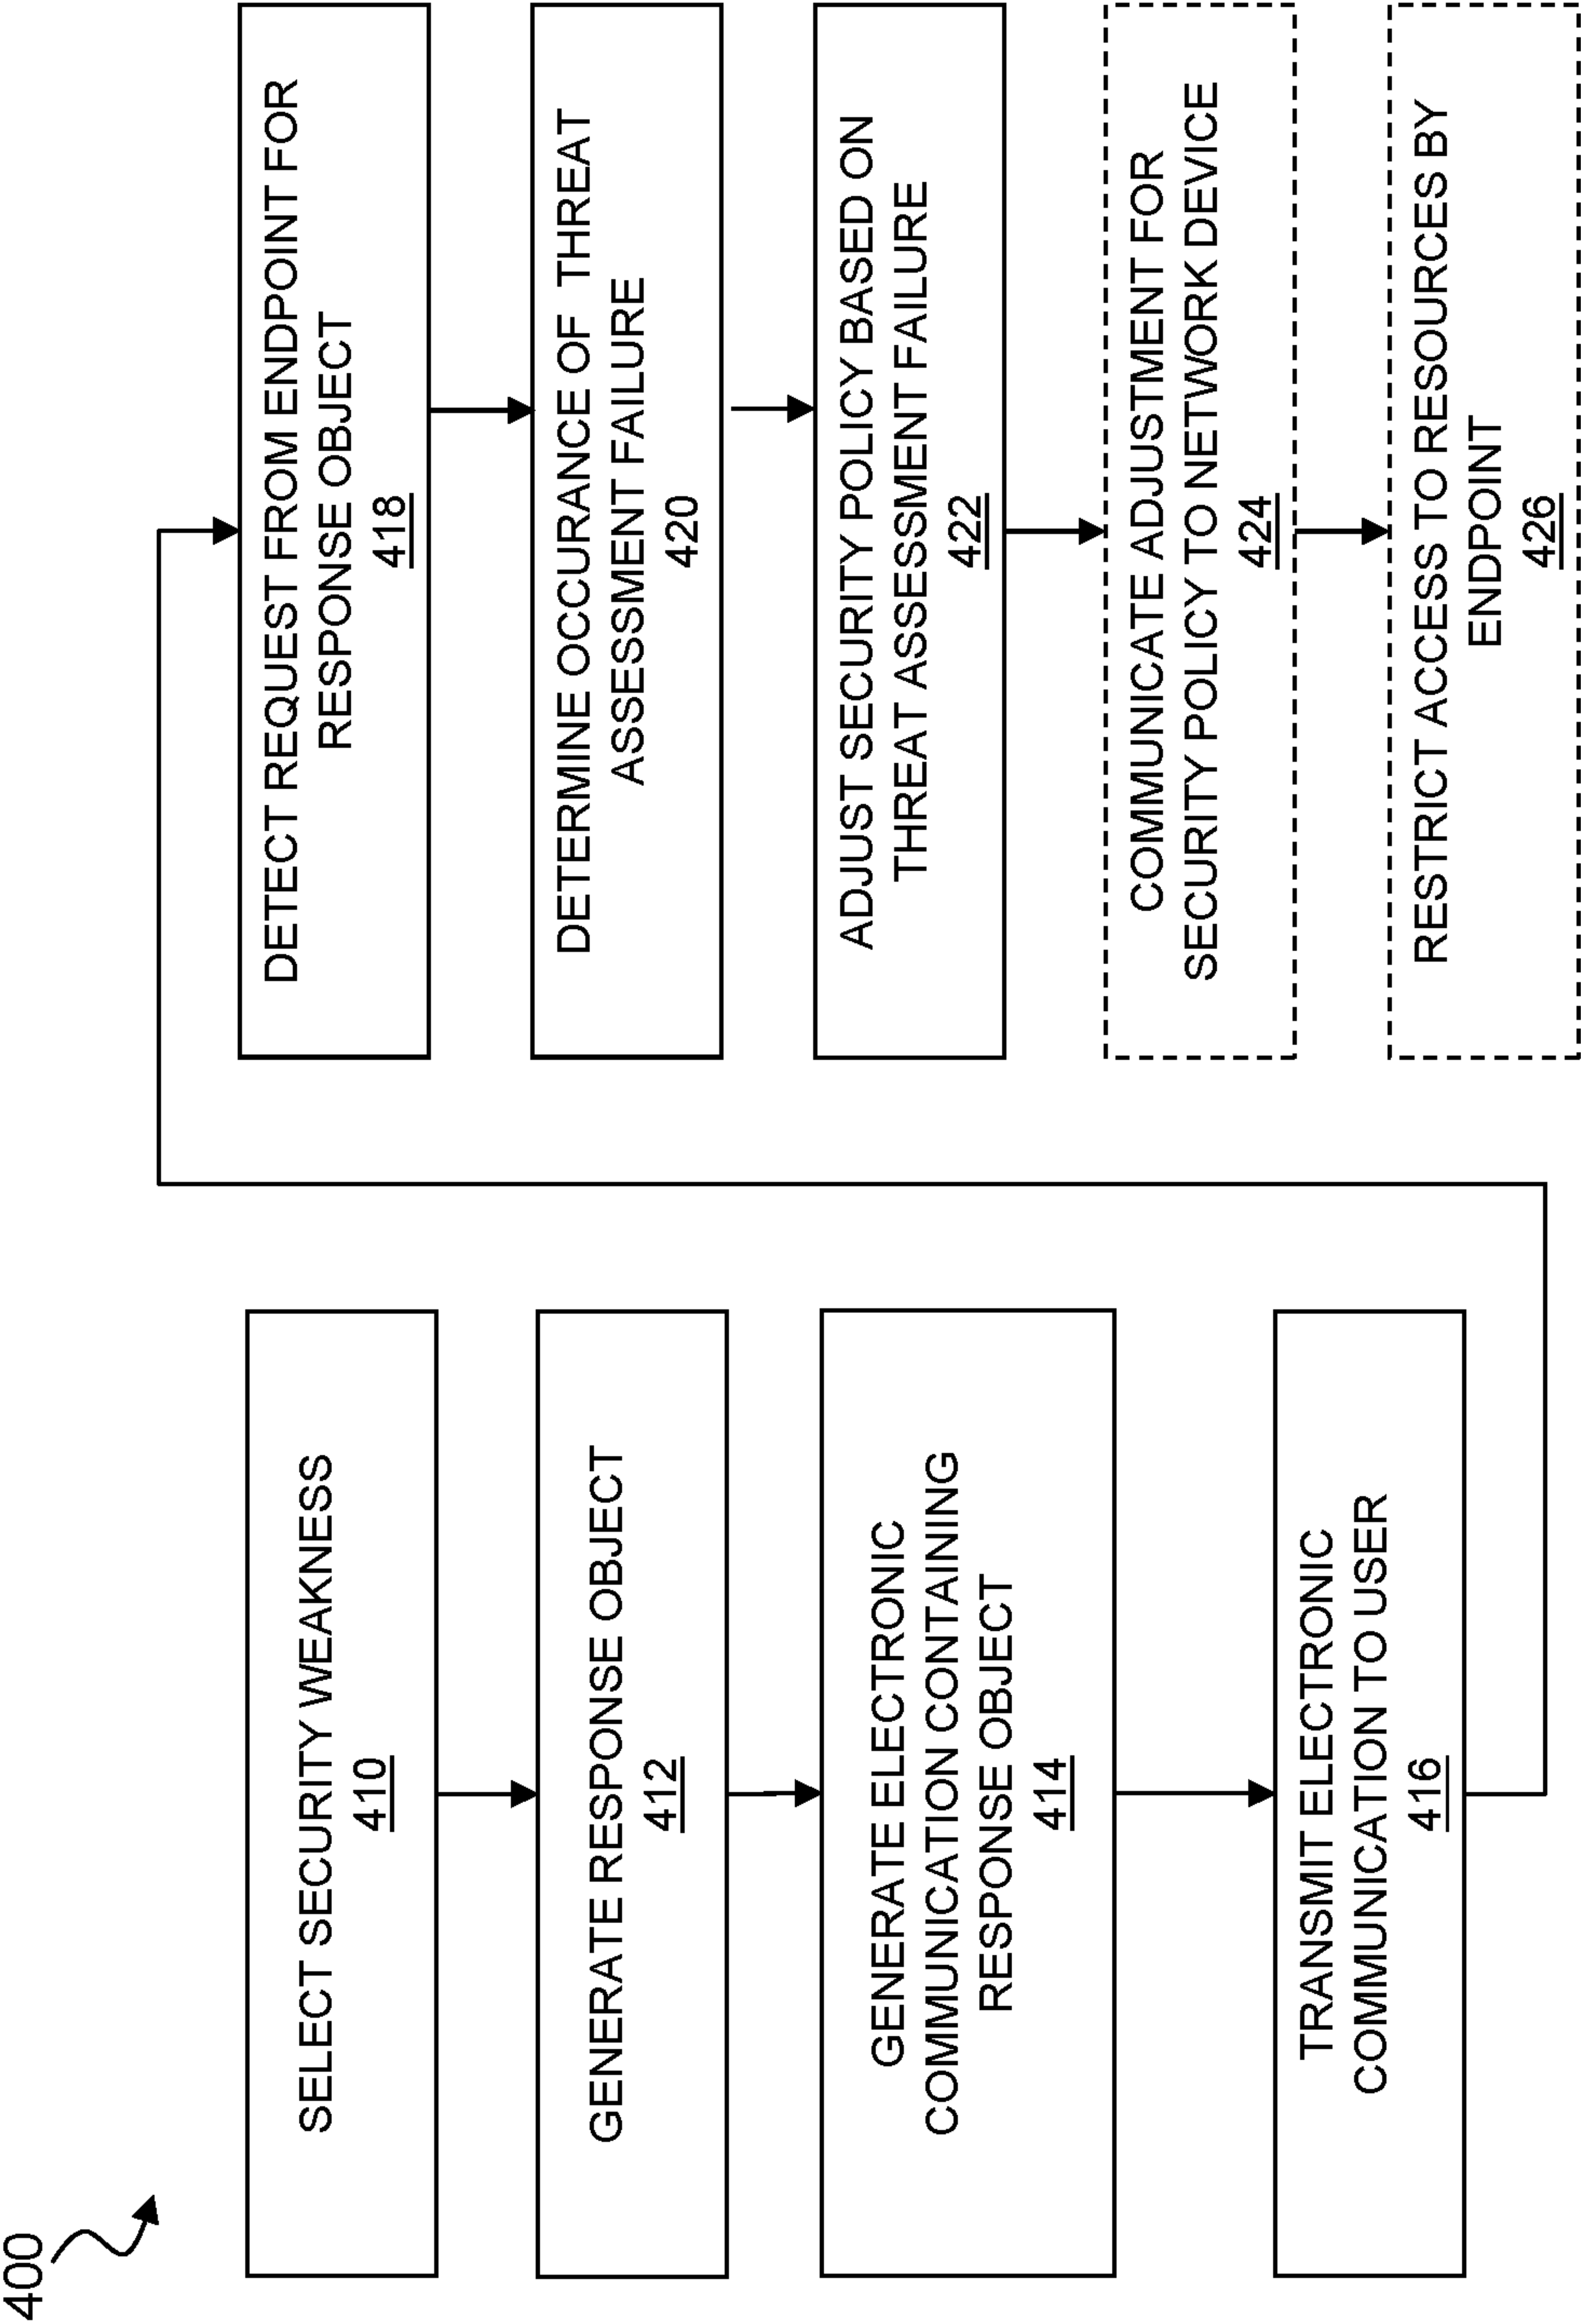 400
SELECT SECURITY WEAKNESS
410
GENERATE RESPONSE OBJECT
412
GENERATE ELECTRONIC
COMMUNICATION CONTAINING
RESPONSE OBJECT
414
TRANSMIT ELECTRONIC
COMMUNICATION TO USER
416
DETECT REQUEST FROM ENDPOINT FOR
RESPONSE OBJECT
418
DETERMINE OCCURANCE OF THREAT
ASSESSMENT FAILURE
420
ADJUST SECURITY POLICY BASED ON
THREAT ASSESSMENT FAILURE
422
COMMUNICATE ADJUSTMENT FOR
SECURITY POLICY TO NETWORK DEVICE
424
RESTRICT ACCESS TO RESOURCES BY
ENDPOINT
426